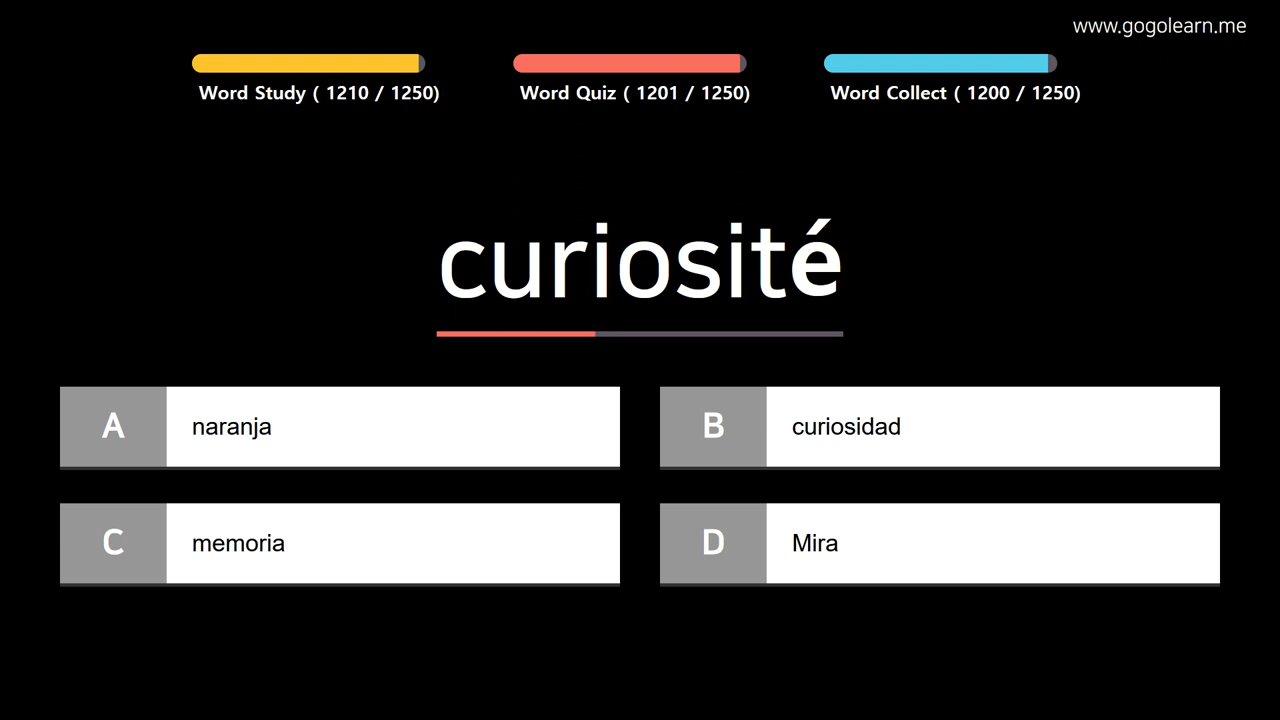 www.gogolearn.me
Word Study ( 1210 / 1250)
Word Quiz ( 1201 / 1250)
Word Collect ( 1200 / 1250)
curiosité
A naranja
B curiosidad
C memoria
D Mira